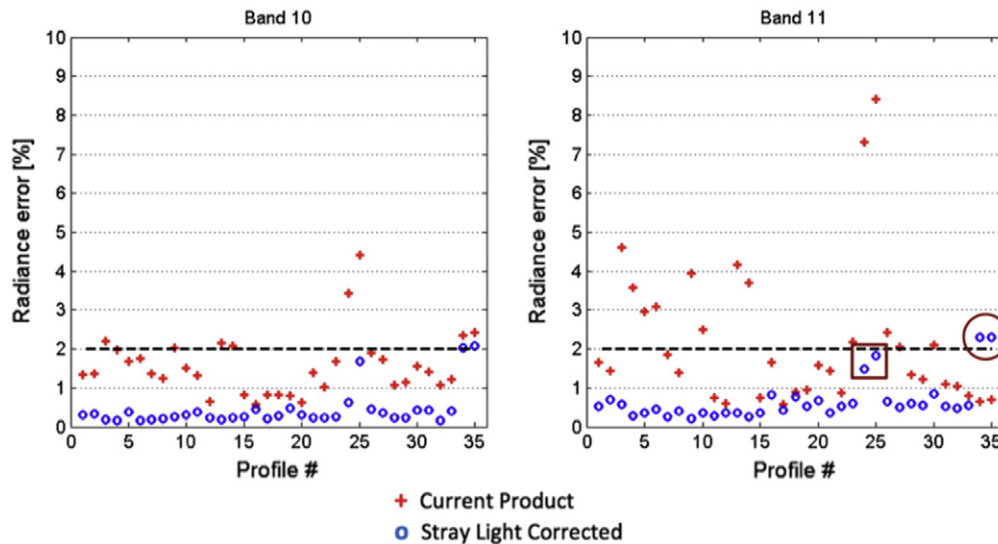 Band 10
Radiance error [%]
10
9
8
7
6
5
4
3
2
1
0
0 5 10 15 20 25 30 35
Profile #
Band 11
Radiance error [%]
10
9
8
7
6
5
4
3
2
1
0
0 5 10 15 20 25 30 35
Profile #
+ Current Product
o Stray Light Corrected